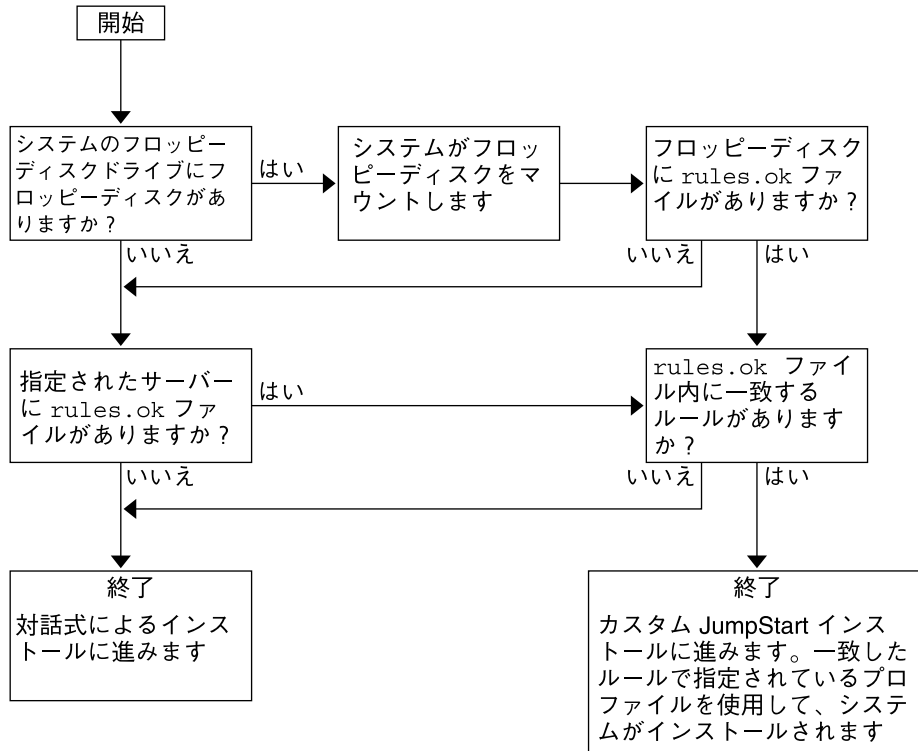 開始
システムのフロッピー
ディスクドライブにフ
ロッピーディスクがあ
りますか？
はい
システムがフロッ
ピーディスクをマ
ウントします
フロッピーディスク
に rules.ok ファ
イルがありますか？
いいえ
いいえ
はい
指定されたサーバー
に rules.ok ファ
イルがありますか？
はい
rules.ok ファイ
ル内に一致する
ルールがあります
か？
いいえ
いいえ
はい
終了
対話式によるインス
トールに進みます
終了
カスタム JumpStart インス
トールに進みます。一致した
ルールで指定されているプロ
ファイルを使用して、システ
ムがインストールされます